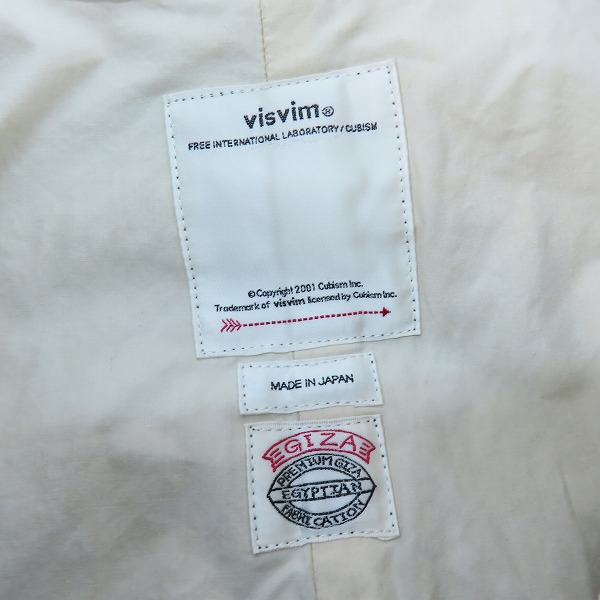 visvim®
FREE INTERNATIONAL LABORATORY/CUBISM
© Copyright 2001 Cubism Inc.
Trademark of visvim licensed by Cubism Inc.
MADE IN JAPAN
GIZA
PREMIUM GIZA
EGYPTIAN